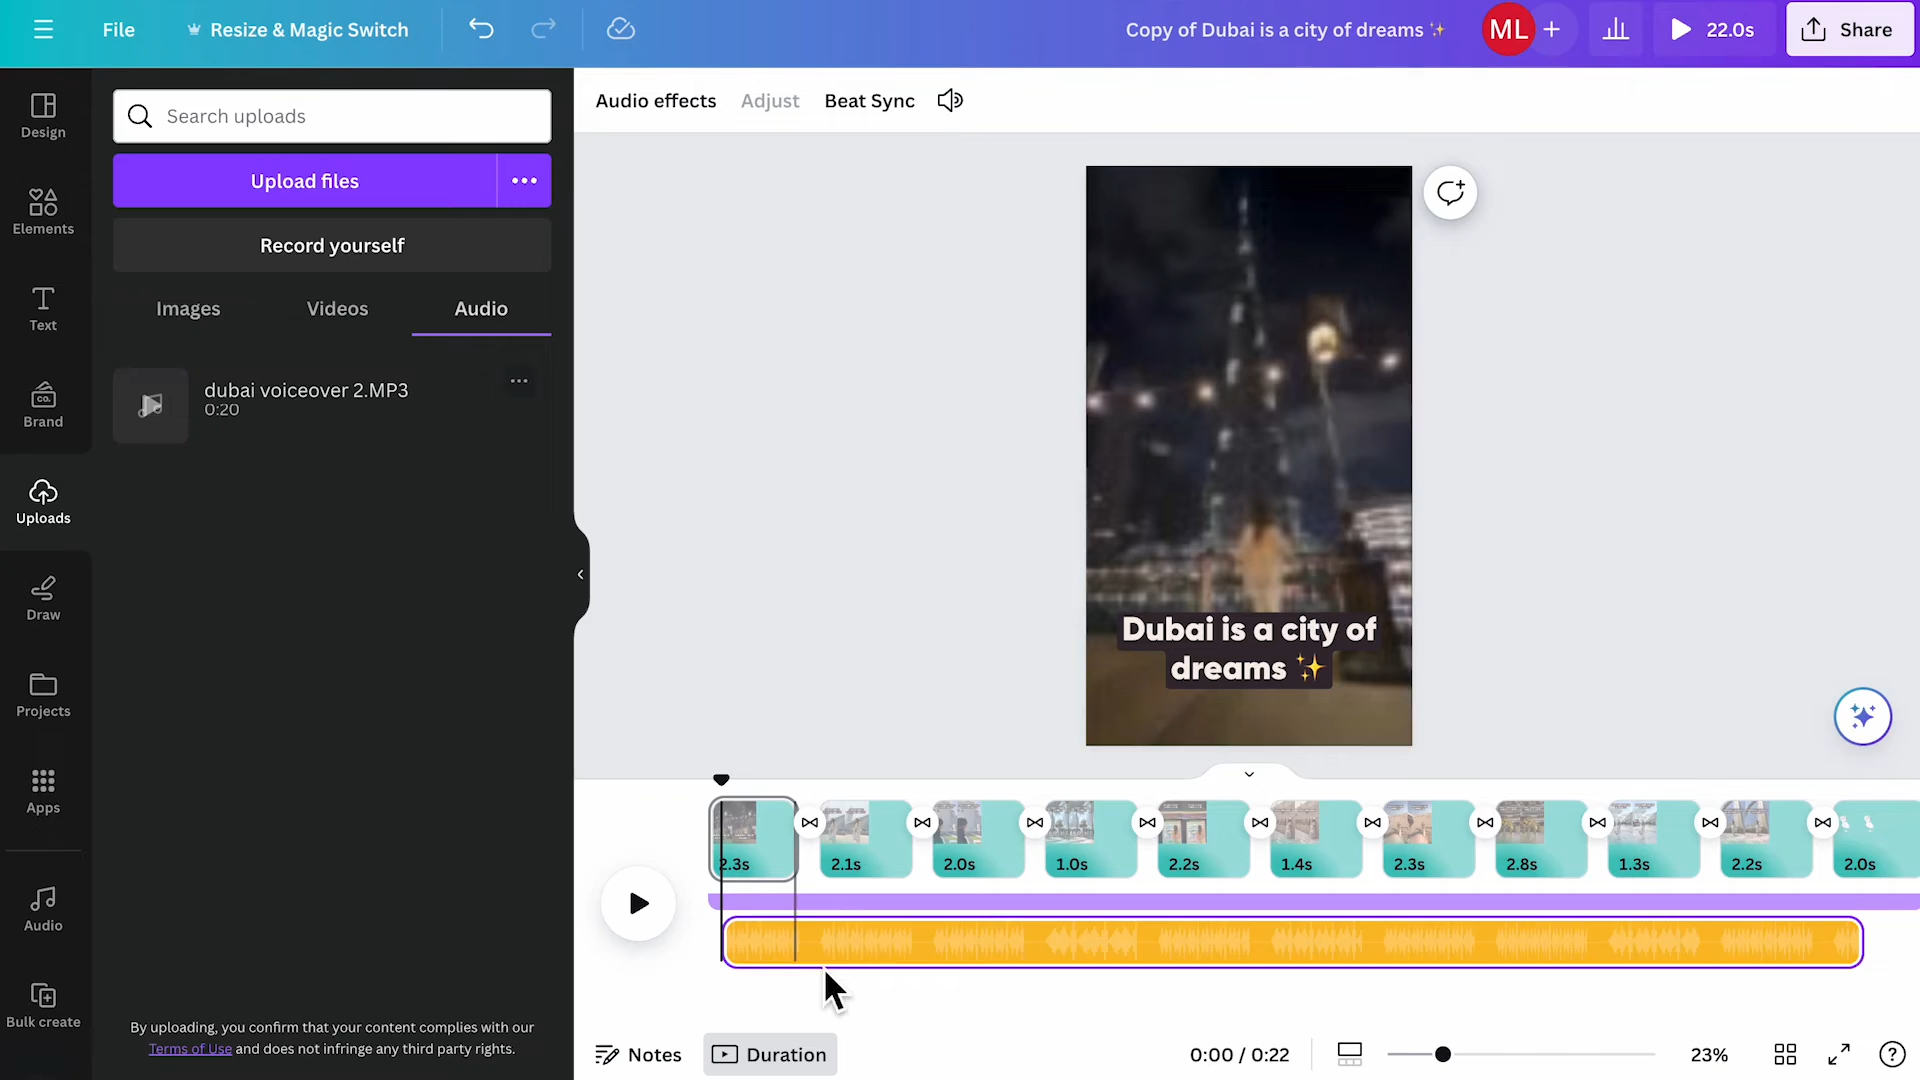 File
Resize & Magic Switch
Copy of Dubai is a city of dreams ✨
ML
+
22.0s
Share
Design
Elements
Text
Brand
CO.
Uploads
Draw
Projects
Apps
Audio
Bulk create
Search uploads
Upload files
Record yourself
Images
Videos
Audio
dubai voiceover 2.MP3
0:20
By uploading, you confirm that your content complies with our
Terms of Use and does not infringe any third party rights.
Audio effects
Adjust
Beat Sync
Dubai is a city of
dreams ✨
2.3s
2.1s
2.0s
1.0s
2.2s
1.4s
2.3s
2.8s
1.3s
2.2s
2.0s
Notes
Duration
0:00 / 0:22
23%
?